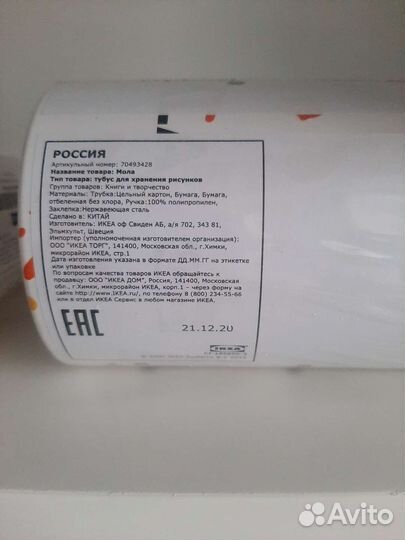 РОССИЯ
Артикульный номер: 70493428
Название товара: Мола
Тип товара: тубус для хранения рисунков
Группа товаров: Книги и творчество
Материалы: Трубка:Цельный картон, Бумага, Бумага,
отбеленная без хлора, Ручка:100% полипропилен,
Заклепка:Нержавеющая сталь
Сделано в: КИТАЙ
Изготовитель: ИКЕА оф Свиден АБ, а/я 702, 343 81,
Эльмхульт, Швеция
Импортер (уполномоченная изготовителем организация):
ООО "ИКЕА ТОРГ", 141400, Московская обл., г.Химки,
микрорайон ИКЕА, стр.1
Дата изготовления указана в формате ДД.ММ.ГГ на этикетке
или упаковке
По вопросам качества товаров ИКЕА обращайтесь к
продавцу: ООО "ИКЕА ДОМ", Россия, 141400, Московская обл.,
г.Химки, микрорайон ИКЕА, корп.1 - через форму на сайте
http://www.IKEA.ru/, по телефону 8 (800) 234-55-66
или в отдел ИКЕА Сервис в любом магазине ИКЕА.
EAC
21.12.20
IKEA
Avito